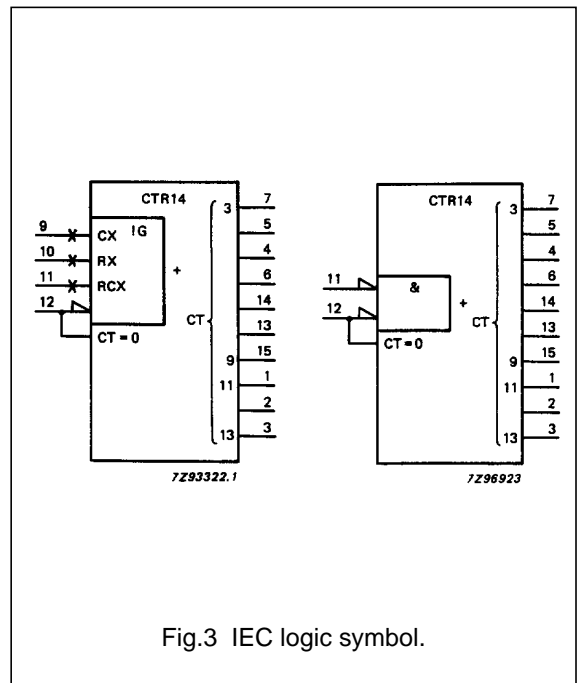 CTR14
9 CX !G
10 RX
11 RCX
12
CT = 0
+
CT
3 7
5
4
6
14
13
9 15
11 1
2
13 3
7Z93322.1
CTR14
11 &
12
CT = 0
+
CT
3 7
5
4
6
14
13
9 15
11 1
2
13 3
7Z96923
Fig.3 IEC logic symbol.